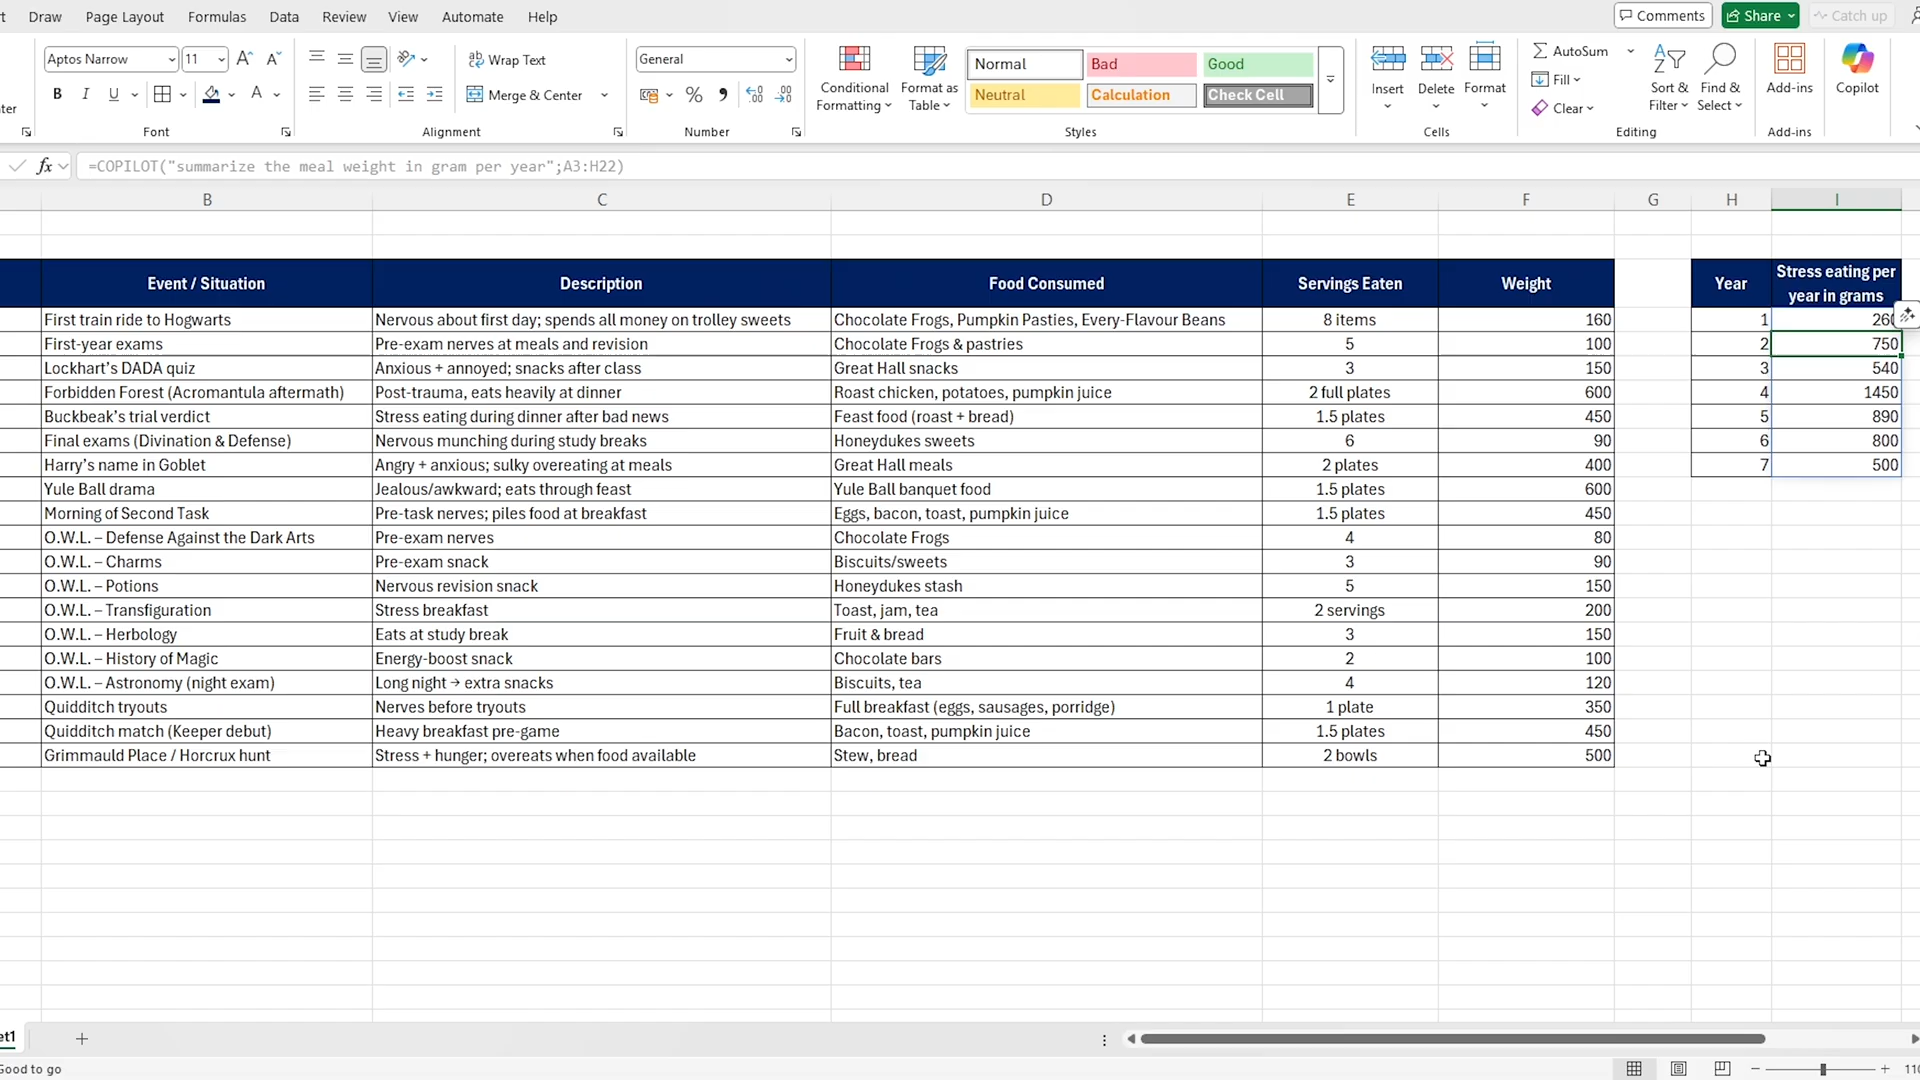 Draw Page Layout Formulas Data Review View Automate Help Comments Share Catch up
Aptos Narrow 11 Wrap Text General Normal Bad Good AutoSum
B I U Merge & Center Neutral Calculation Check Cell Fill
Conditional Formatting Format as Table Insert Delete Format Clear Sort & Filter Find & Select Add-ins Copilot
Font Alignment Number Styles Cells Editing Add-ins
fx =COPILOT("summarize the meal weight in gram per year";A3:H22)
B C D E F G H I
Event / Situation Description Food Consumed Servings Eaten Weight Year Stress eating per year in grams
First train ride to Hogwarts Nervous about first day; spends all money on trolley sweets Chocolate Frogs, Pumpkin Pasties, Every-Flavour Beans 8 items 160 1 260
First-year exams Pre-exam nerves at meals and revision Chocolate Frogs & pastries 5 100 2 750
Lockhart's DADA quiz Anxious + annoyed; snacks after class Great Hall snacks 3 150 3 540
Forbidden Forest (Acromantula aftermath) Post-trauma, eats heavily at dinner Roast chicken, potatoes, pumpkin juice 2 full plates 600 4 1450
Buckbeak's trial verdict Stress eating during dinner after bad news Feast food (roast + bread) 1.5 plates 450 5 890
Final exams (Divination & Defense) Nervous munching during study breaks Honeydukes sweets 6 90 6 800
Harry's name in Goblet Angry + anxious; sulky overeating at meals Great Hall meals 2 plates 400 7 500
Yule Ball drama Jealous/awkward; eats through feast Yule Ball banquet food 1.5 plates 600
Morning of Second Task Pre-task nerves; piles food at breakfast Eggs, bacon, toast, pumpkin juice 1.5 plates 450
O.W.L. – Defense Against the Dark Arts Pre-exam nerves Chocolate Frogs 4 80
O.W.L. – Charms Pre-exam snack Biscuits/sweets 3 90
O.W.L. – Potions Nervous revision snack Honeydukes stash 5 150
O.W.L. – Transfiguration Stress breakfast Toast, jam, tea 2 servings 200
O.W.L. – Herbology Eats at study break Fruit & bread 3 150
O.W.L. – History of Magic Energy-boost snack Chocolate bars 2 100
O.W.L. – Astronomy (night exam) Long night → extra snacks Biscuits, tea 4 120
Quidditch tryouts Nerves before tryouts Full breakfast (eggs, sausages, porridge) 1 plate 350
Quidditch match (Keeper debut) Heavy breakfast pre-game Bacon, toast, pumpkin juice 1.5 plates 450
Grimmauld Place / Horcrux hunt Stress + hunger; overeats when food available Stew, bread 2 bowls 500
et1
Good to go